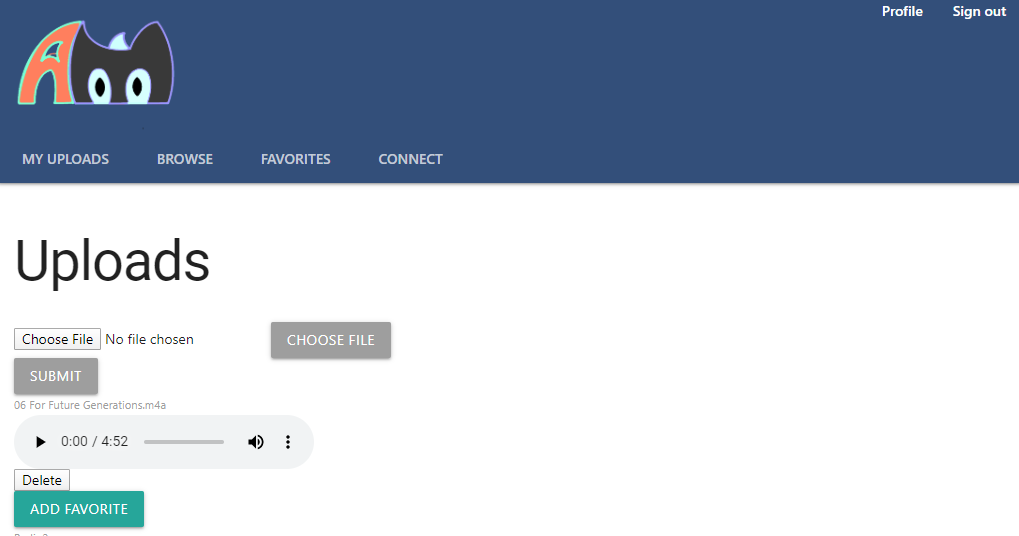 Profile Sign out
MY UPLOADS BROWSE FAVORITES CONNECT
Uploads
Choose File No file chosen CHOOSE FILE
SUBMIT
06 For Future Generations.m4a
0:00 / 4:52
Delete
ADD FAVORITE